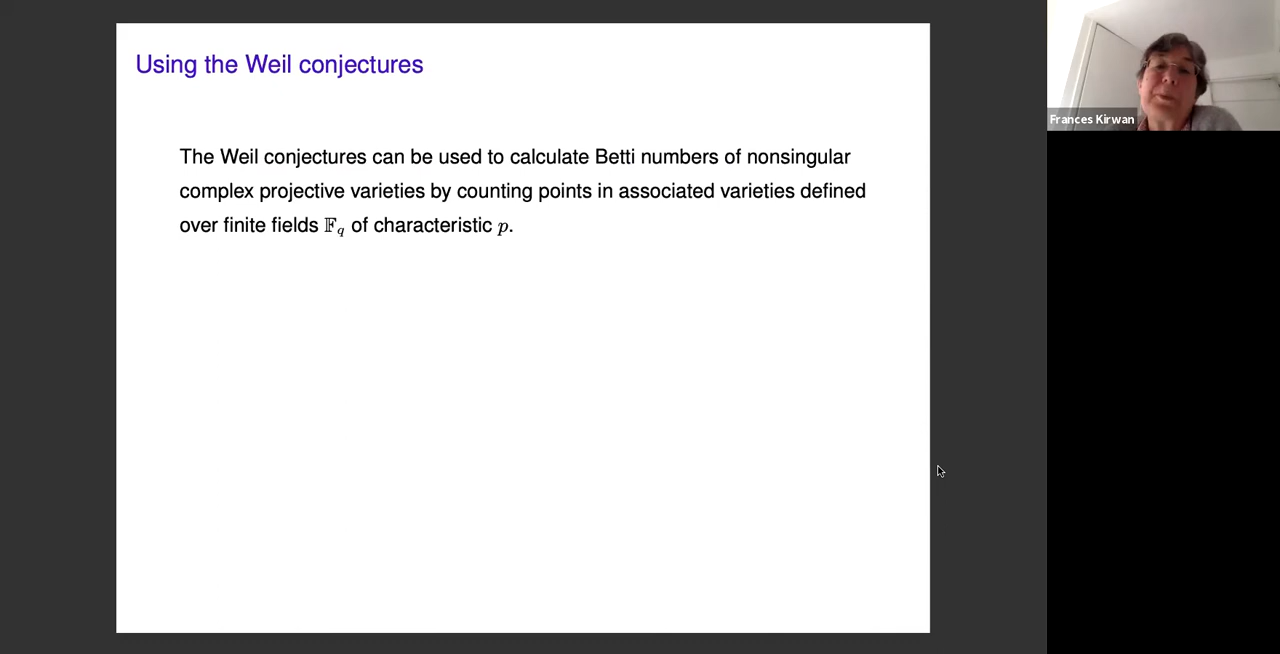 Using the Weil conjectures
The Weil conjectures can be used to calculate Betti numbers of nonsingular
complex projective varieties by counting points in associated varieties defined
over finite fields 𝔽_q of characteristic p.
Frances Kirwan